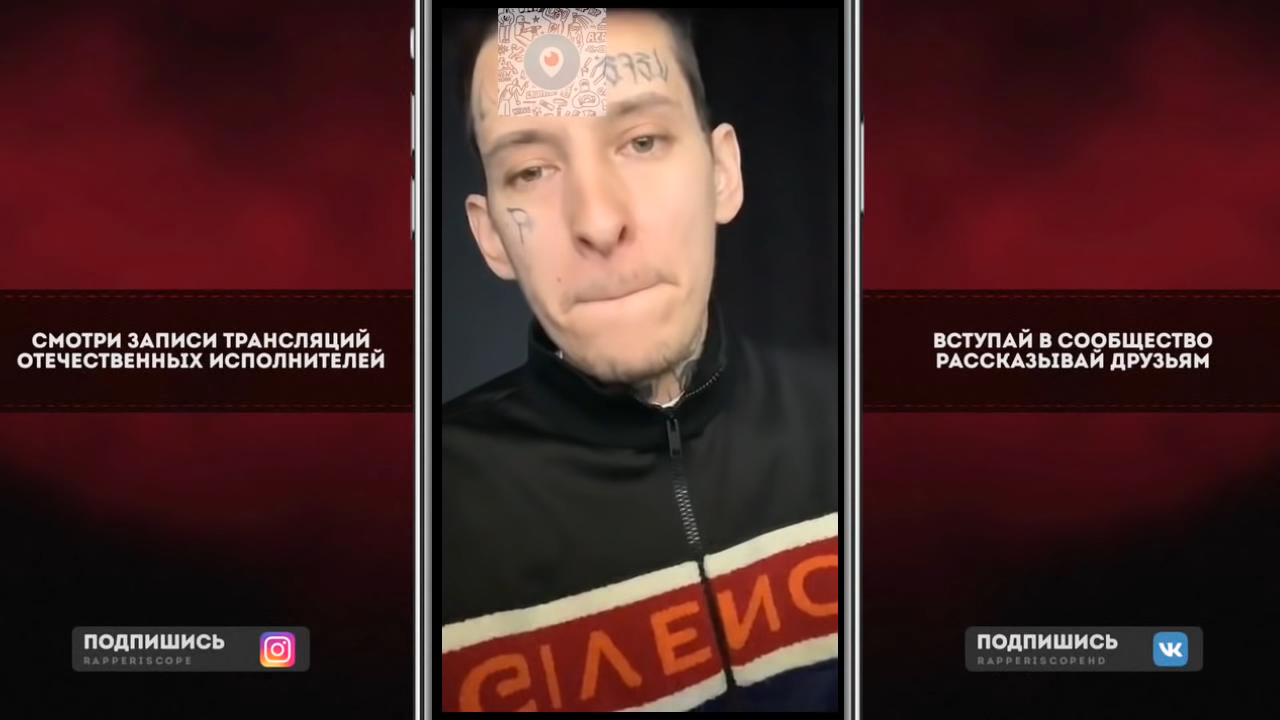 СМОТРИ ЗАПИСИ ТРАНСЛЯЦИЙ
ОТЕЧЕСТВЕННЫХ ИСПОЛНИТЕЛЕЙ
ВСТУПАЙ В СООБЩЕСТВО
РАССКАЗЫВАЙ ДРУЗЬЯМ
ПОДПИШИСЬ
RAPPERISCOPE
ПОДПИШИСЬ
RAPPERISCOPEHD